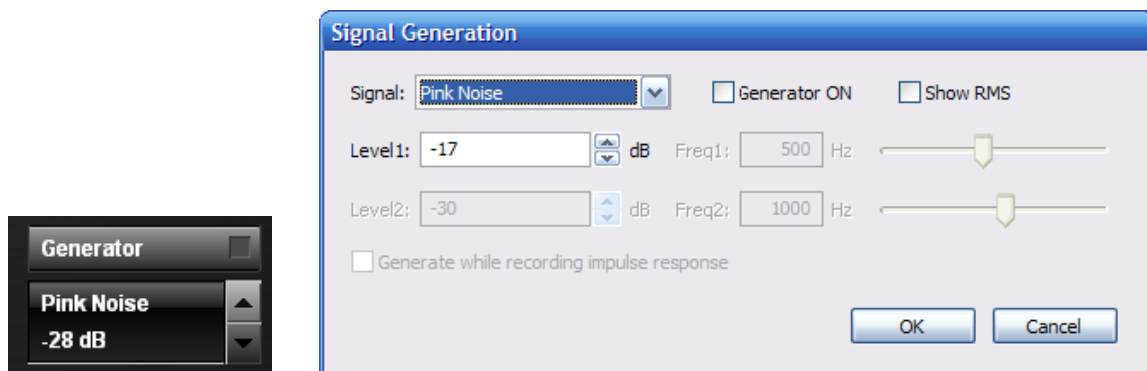 Signal Generation
Signal: Pink Noise Generator ON Show RMS
Level1: -17 dB Freq1: 500 Hz
Level2: -30 dB Freq2: 1000 Hz
Generate while recording impulse response
OK Cancel
Generator
Pink Noise
-28 dB